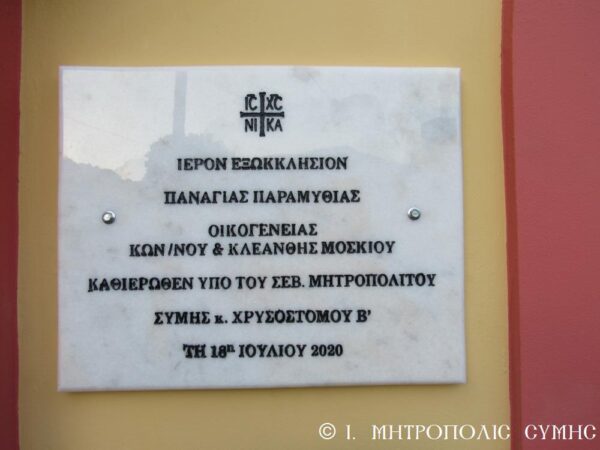 IC XC
NI KA
ΙΕΡΟΝ ΕΞΩΚΚΛΗΣΙΟΝ
ΠΑΝΑΓΙΑΣ ΠΑΡΑΜΥΘΙΑΣ
ΟΙΚΟΓΕΝΕΙΑΣ
ΚΩΝ/ΝΟΥ & ΚΛΕΑΝΘΗΣ ΜΟΣΚΙΟΥ
ΚΑΘΙΕΡΩΘΕΝ ΥΠΟ ΤΟΥ ΣΕΒ. ΜΗΤΡΟΠΟΛΙΤΟΥ
ΣΥΜΗΣ κ. ΧΡΥΣΟΣΤΟΜΟΥ Β'
ΤΗ 18η ΙΟΥΛΙΟΥ 2020
© Ι. ΜΗΤΡΟΠΟΛΙϹ ϹΥΜΗϹ